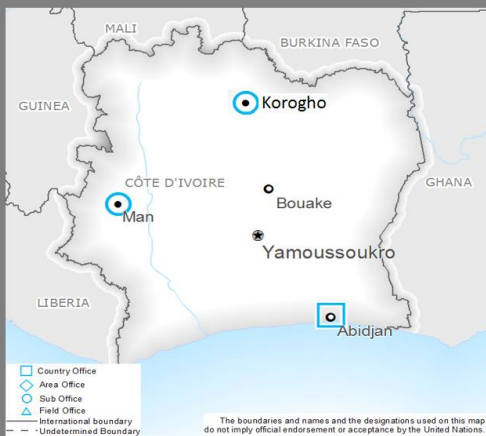 MALI
BURKINA FASO
GUINEA
Korogho
CÔTE D'IVOIRE
GHANA
Bouake
Man
Yamoussoukro
LIBERIA
Abidjan
Country Office
Area Office
Sub Office
Field Office
International boundary
Undetermined Boundary
The boundaries and names and the designations used on this map
do not imply official endorsement or acceptance by the United Nations.